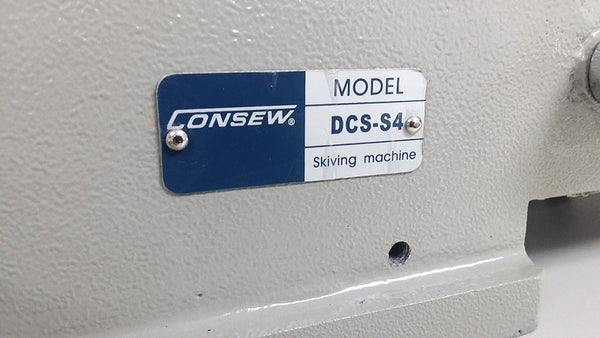 CONSEW®
MODEL
DCS-S4
Skiving machine